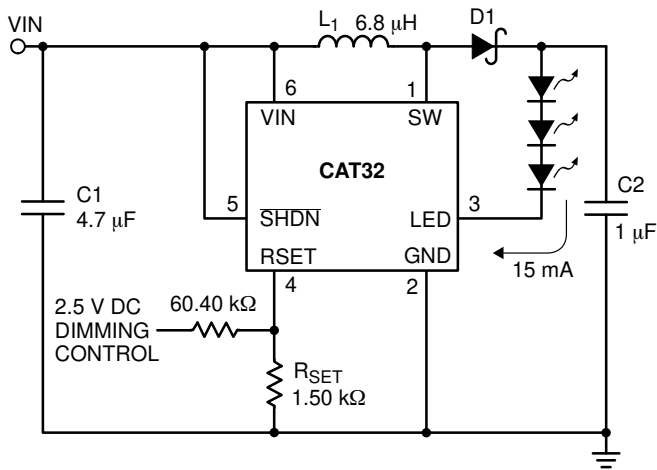 VIN
L1 6.8 μH
D1
6
1
VIN
SW
CAT32
C1
4.7 μF
5
SHDN
LED
3
C2
1 μF
RSET
GND
15 mA
4
2
2.5 V DC
DIMMING
CONTROL
60.40 kΩ
RSET
1.50 kΩ